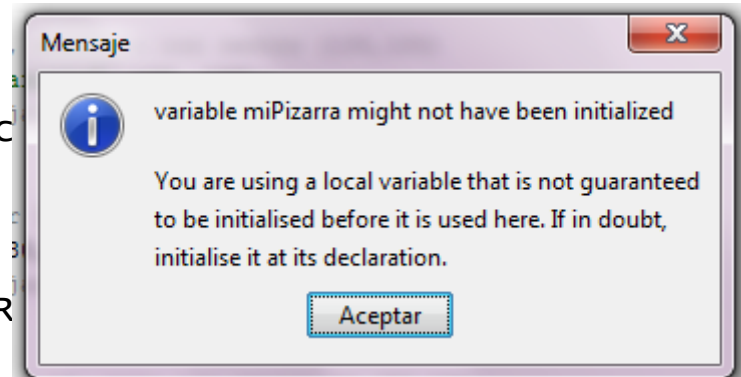 Mensaje
variable miPizarra might not have been initialized
You are using a local variable that is not guaranteed
to be initialised before it is used here. If in doubt,
initialise it at its declaration.
Aceptar